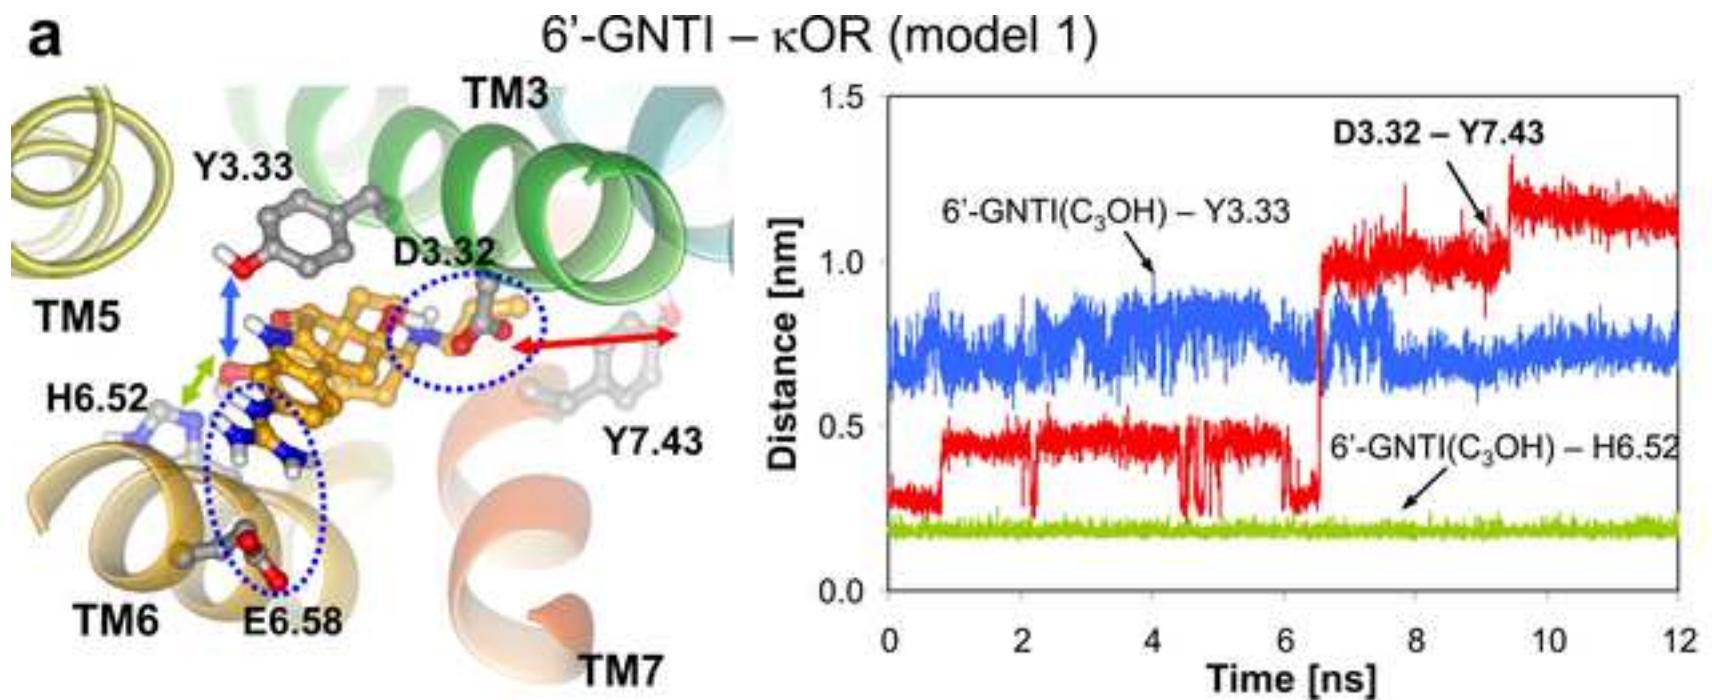 a
6'-GNTI – κOR (model 1)
TM3
Y3.33
D3.32
TM5
H6.52
Y7.43
TM6
E6.58
TM7
1.5
1.0
0.5
0.0
Distance [nm]
D3.32 – Y7.43
6'-GNTI(C₃OH) – Y3.33
6'-GNTI(C₃OH) – H6.52
0 2 4 6 8 10 12
Time [ns]